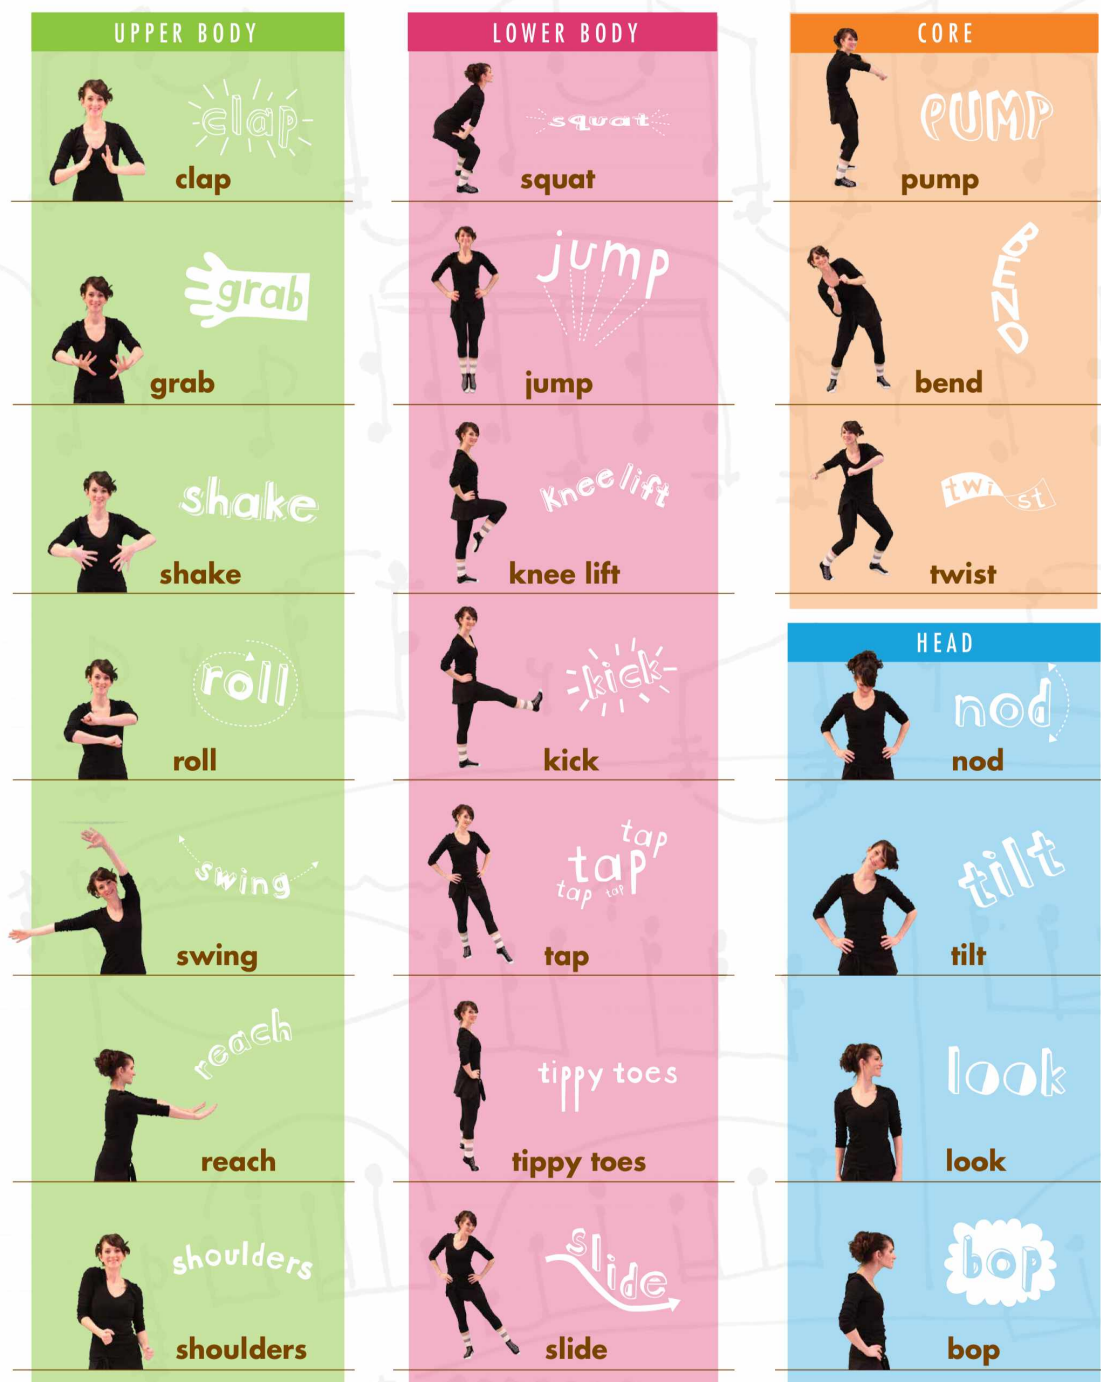 UPPER BODY
clap
clap
grab
grab
shake
shake
roll
roll
swing
swing
reach
reach
shoulders
shoulders
LOWER BODY
squat
squat
jump
jump
Knee lift
knee lift
kick
kick
tap
tap
tap tap
tap
tippy toes
tippy toes
slide
slide
CORE
PUMP
pump
BEND
bend
twist
twist
HEAD
nod
nod
tilt
tilt
look
look
bop
bop